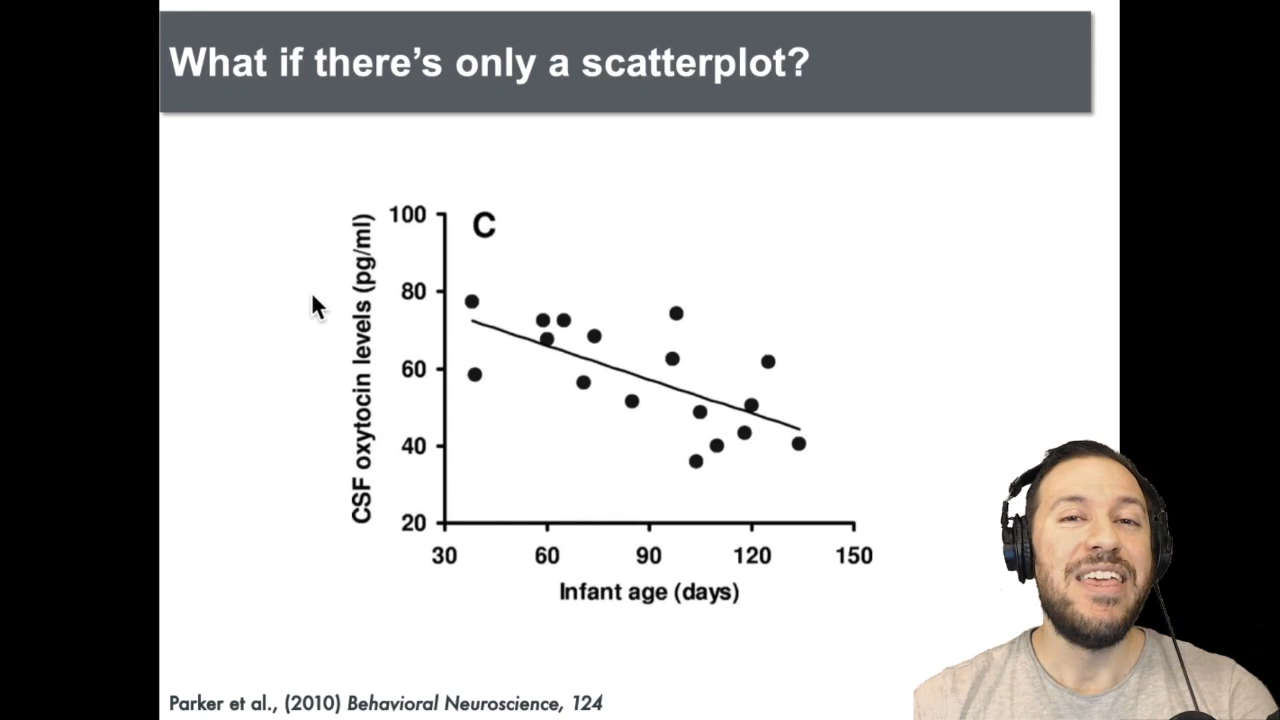 What if there's only a scatterplot?
C
100
80
60
40
20
CSF oxytocin levels (pg/ml)
30 60 90 120 150
Infant age (days)
Parker et al., (2010) Behavioral Neuroscience, 124